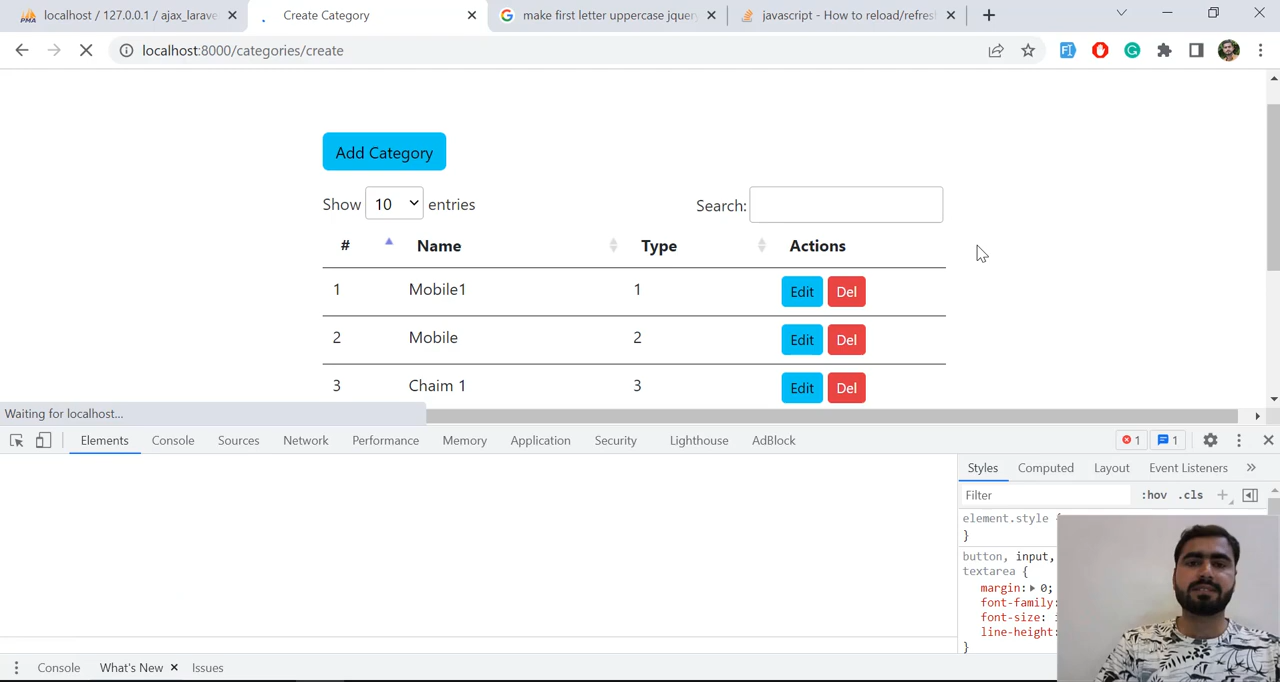 localhost / 127.0.0.1 / ajax_larave
Create Category
make first letter uppercase jquery
javascript - How to reload/refres
localhost:8000/categories/create
Add Category
Show 10 entries
Search:
# Name Type Actions
1 Mobile1 1 Edit Del
2 Mobile 2 Edit Del
3 Chaim 1 3 Edit Del
Waiting for localhost...
Elements Console Sources Network Performance Memory Application Security Lighthouse AdBlock
1 1
Styles Computed Layout Event Listeners »
Filter :hov .cls +
element.style {
}
button, input,
textarea {
margin: 0;
font-family:
font-size:
line-height:
}
Console What's New Issues